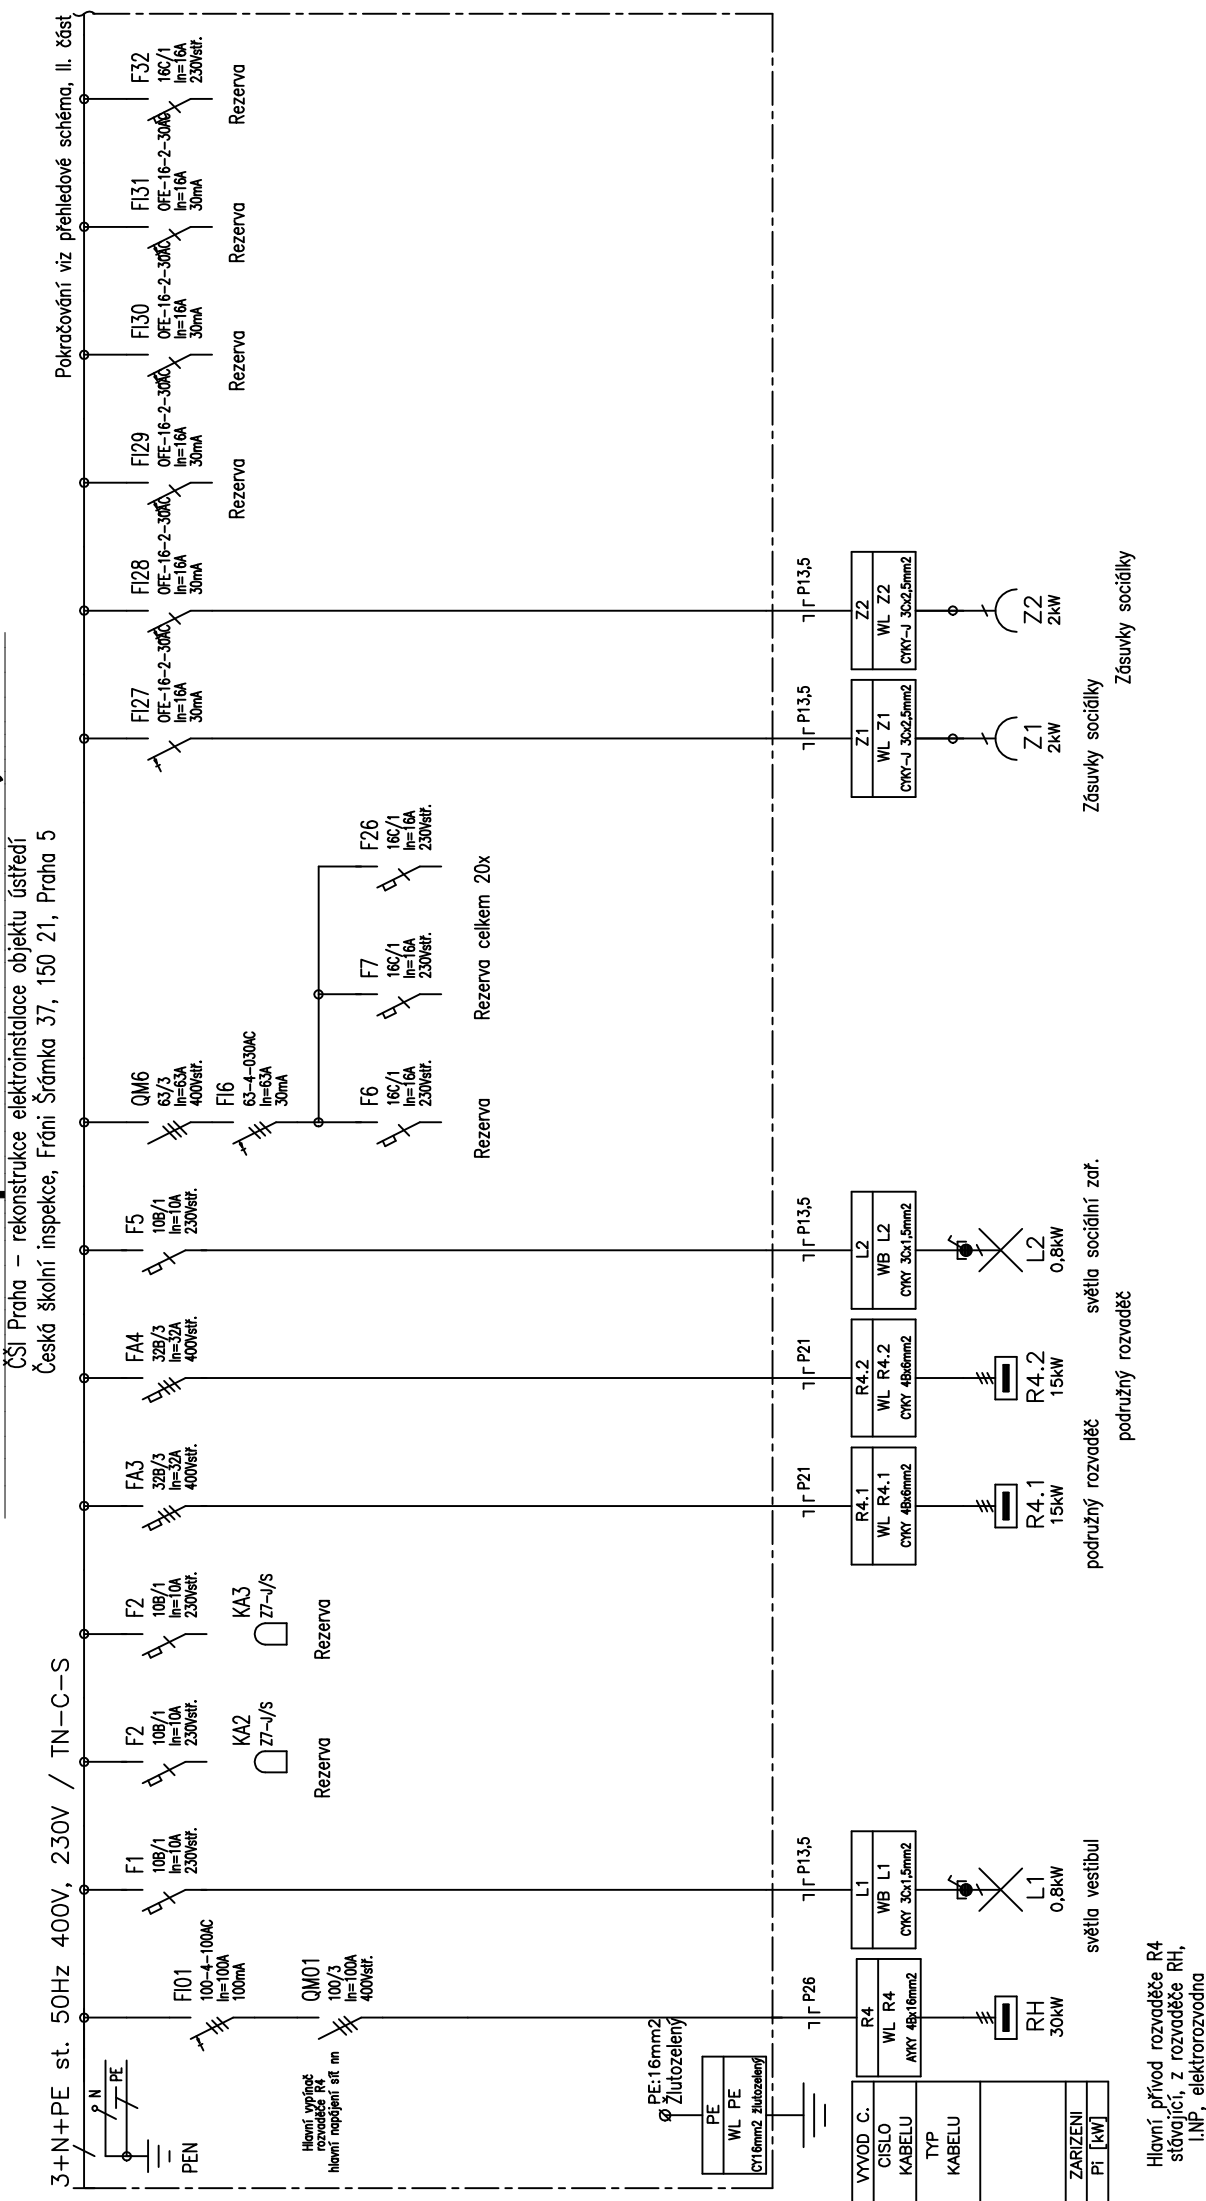 ČŠI Praha – rekonstrukce elektroinstalace objektu ústředí
Česká školní inspekce, Fráni Šrámka 37, 150 21, Praha 5
3+N+PE st. 50Hz 400V, 230V / TN-C-S
Pokračování viz přehledové schéma, II. část
N
PE
PEN
Hlavní vypínač
rozvaděče R4
hlavní napájení síť nn
FI01
100-4-100AC
In=100A
100mA
QM01
100/3
In=100A
400Vstř.
F1
10B/1
In=10A
230Vstř.
F2
10B/1
In=10A
230Vstř.
KA2
Z7-J/S
Rezerva
F2
10B/1
In=10A
230Vstř.
KA3
Z7-J/S
Rezerva
FA3
32B/3
In=32A
400Vstř.
FA4
32B/3
In=32A
400Vstř.
F5
10B/1
In=10A
230Vstř.
QM6
63/3
In=63A
400Vstř.
FI6
63-4-030AC
In=63A
30mA
F6
16C/1
In=16A
230Vstř.
Rezerva
F7
16C/1
In=16A
230Vstř.
F26
16C/1
In=16A
230Vstř.
Rezerva celkem 20x
FI27
OFE-16-2-30AC
In=16A
30mA
FI28
OFE-16-2-30AC
In=16A
30mA
FI29
OFE-16-2-30AC
In=16A
30mA
Rezerva
FI30
OFE-16-2-30AC
In=16A
30mA
Rezerva
FI31
OFE-16-2-30AC
In=16A
30mA
Rezerva
F32
16C/1
In=16A
230Vstř.
Rezerva
PE:16mm2
Žlutozelený
PE
WL PE
CY16mm2 žlutozelený
VYVOD C.
CISLO
KABELU
TYP
KABELU
ZARIZENI
Pi [kW]
P26
R4
WL R4
AYKY 4Bx16mm2
RH
30kW
Hlavní přívod rozvaděče R4
stávající, z rozvaděče RH,
I.NP, elektrorozvodna
P13,5
L1
WB L1
CYKY 3Cx1,5mm2
L1
0,8kW
světla vestibul
P21
R4.1
WL R4.1
CYKY 4Bx6mm2
R4.1
15kW
podružný rozvaděč
P21
R4.2
WL R4.2
CYKY 4Bx6mm2
R4.2
15kW
podružný rozvaděč
P13,5
L2
WB L2
CYKY 3Cx1,5mm2
L2
0,8kW
světla sociální zař.
P13,5
Z1
WL Z1
CYKY-J 3Cx2,5mm2
Z1
2kW
Zásuvky sociálky
P13,5
Z2
WL Z2
CYKY-J 3Cx2,5mm2
Z2
2kW
Zásuvky sociálky